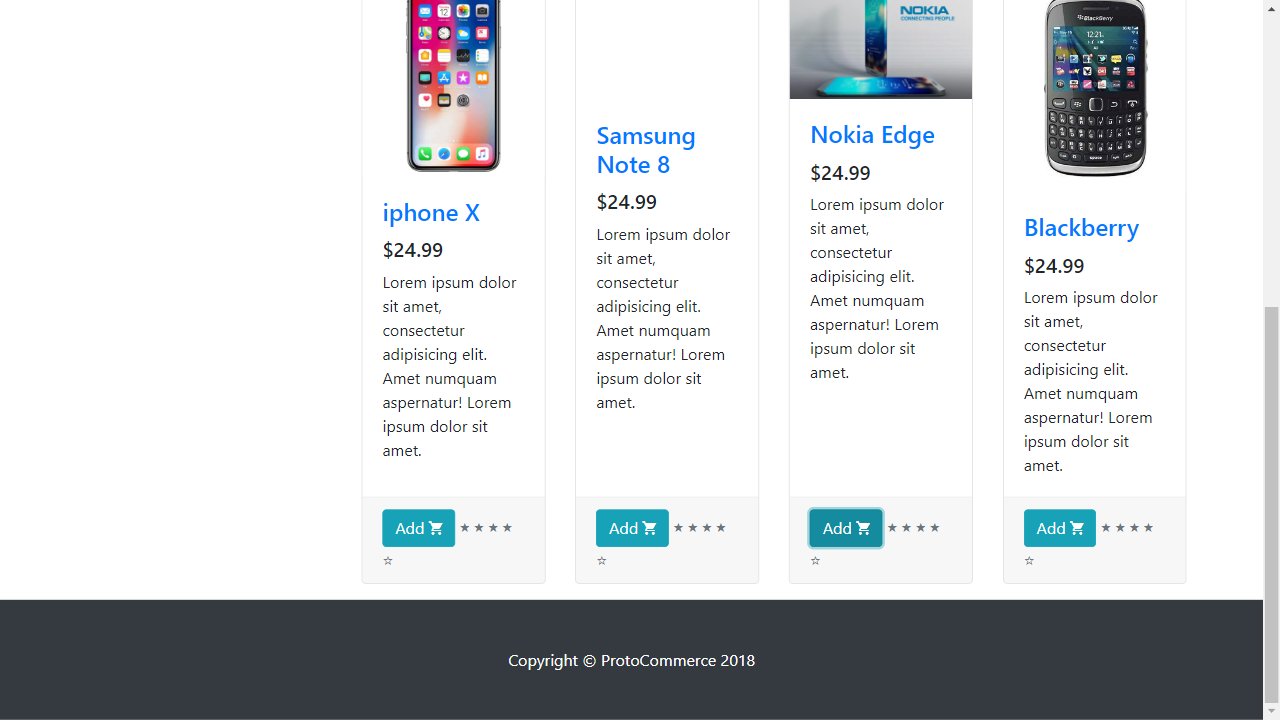 NOKIA
CONNECTING PEOPLE
BlackBerry
12:21
iphone X
$24.99
Lorem ipsum dolor
sit amet,
consectetur
adipisicing elit.
Amet numquam
aspernatur! Lorem
ipsum dolor sit
amet.
Add
★ ★ ★ ★
☆
Samsung
Note 8
$24.99
Lorem ipsum dolor
sit amet,
consectetur
adipisicing elit.
Amet numquam
aspernatur! Lorem
ipsum dolor sit
amet.
Add
★ ★ ★ ★
☆
Nokia Edge
$24.99
Lorem ipsum dolor
sit amet,
consectetur
adipisicing elit.
Amet numquam
aspernatur! Lorem
ipsum dolor sit
amet.
Add
★ ★ ★ ★
☆
Blackberry
$24.99
Lorem ipsum dolor
sit amet,
consectetur
adipisicing elit.
Amet numquam
aspernatur! Lorem
ipsum dolor sit
amet.
Add
★ ★ ★ ★
☆
Copyright © ProtoCommerce 2018